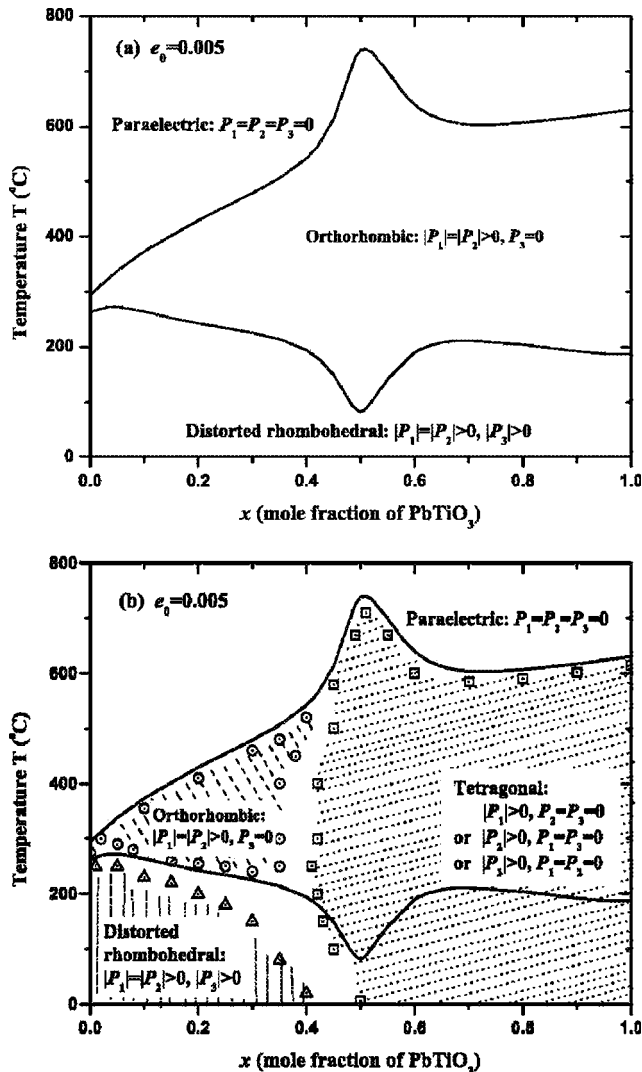 800
(a) e₀=0.005
Paraelectric: P₁=P₂=P₃=0
600
400
Orthorhombic: |P₁|=|P₂|>0, P₃=0
200
Distorted rhombohedral: |P₁|=|P₂|>0, |P₃|>0
0
Temperature T (°C)
0.0 0.2 0.4 0.6 0.8 1.0
x (mole fraction of PbTiO₃)
800
(b) e₀=0.005
Paraelectric: P₁=P₂=P₃=0
600
400
Orthorhombic:
|P₁|=|P₂|>0, P₃=0
Tetragonal:
|P₁|>0, P₂=P₃=0
or |P₂|>0, P₁=P₃=0
or |P₃|>0, P₁=P₂=0
200
Distorted
rhombohedral:
|P₁|=|P₂|>0, |P₃|>0
0
Temperature T (°C)
0.0 0.2 0.4 0.6 0.8 1.0
x (mole fraction of PbTiO₃)